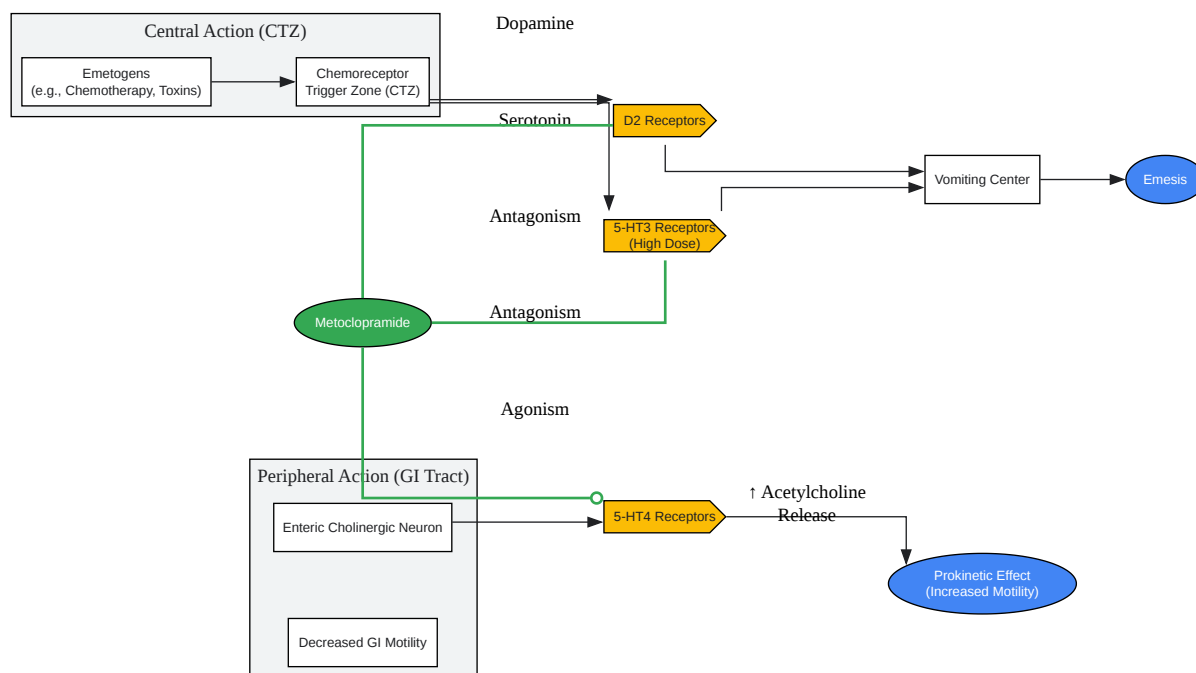 Dopamine
Central Action (CTZ)
Emetogens
(e.g., Chemotherapy, Toxins)
Chemoreceptor
Trigger Zone (CTZ)
Serotonin
D2 Receptors
Vomiting Center
Emesis
Antagonism
5-HT3 Receptors
(High Dose)
Antagonism
Metoclopramide
Agonism
Peripheral Action (GI Tract)
Enteric Cholinergic Neuron
5-HT4 Receptors
↑ Acetylcholine
Release
Prokinetic Effect
(Increased Motility)
Decreased GI Motility